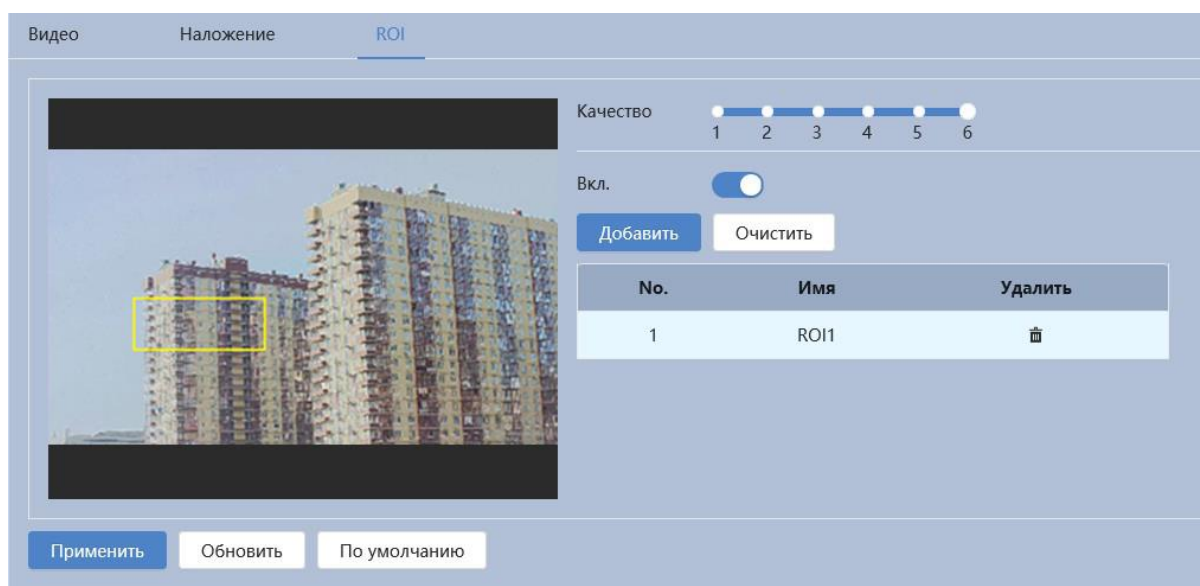 Видео Наложение ROI
Качество
1 2 3 4 5 6
Вкл.
Добавить Очистить
No. Имя Удалить
1 ROI1
Применить Обновить По умолчанию